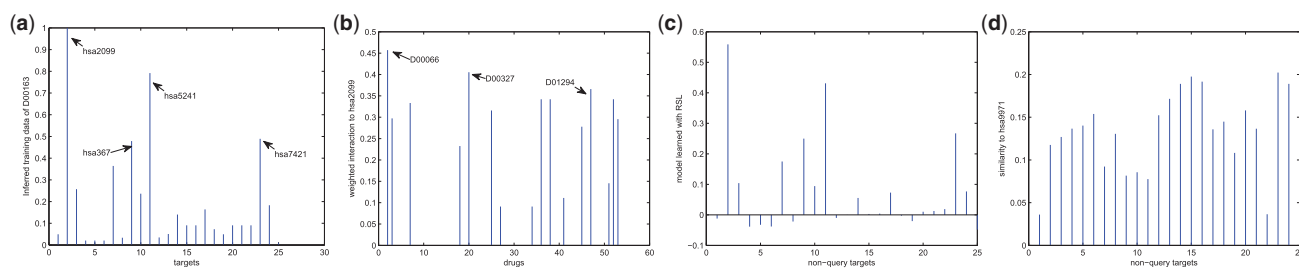 (a)
Inferred training data of D00163
1
0.9
0.8
0.7
0.6
0.5
0.4
0.3
0.2
0.1
0
hsa2099
hsa5241
hsa367
hsa7421
0 5 10 15 20 25 30
targets
(b)
weighted interaction to hsa2099
0.5
0.45
0.4
0.35
0.3
0.25
0.2
0.15
0.1
0.05
0
D00066
D00327
D01294
0 10 20 30 40 50 60
drugs
(c)
model learned with RSL
0.6
0.5
0.4
0.3
0.2
0.1
0
−0.1
0 5 10 15 20 25
non−query targets
(d)
similarity to hsa9971
0.25
0.2
0.15
0.1
0.05
0
0 5 10 15 20 25
non−query targets